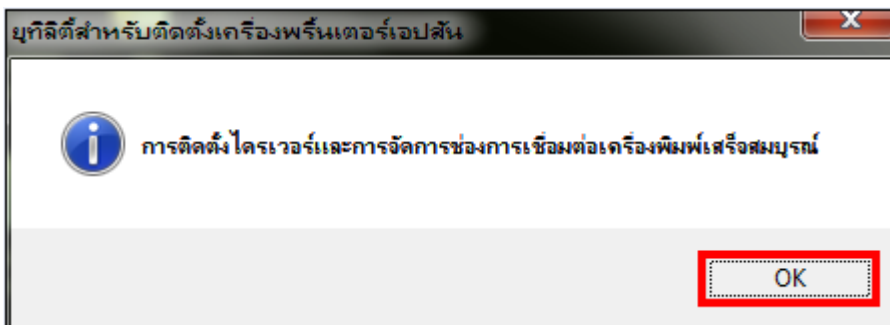 ยูทิลิตี้สำหรับติดตั้งเครื่องพริ้นเตอร์เอปสัน
การติดตั้งไดรเวอร์และการจัดการช่องการเชื่อมต่อเครื่องพิมพ์เสร็จสมบูรณ์
OK